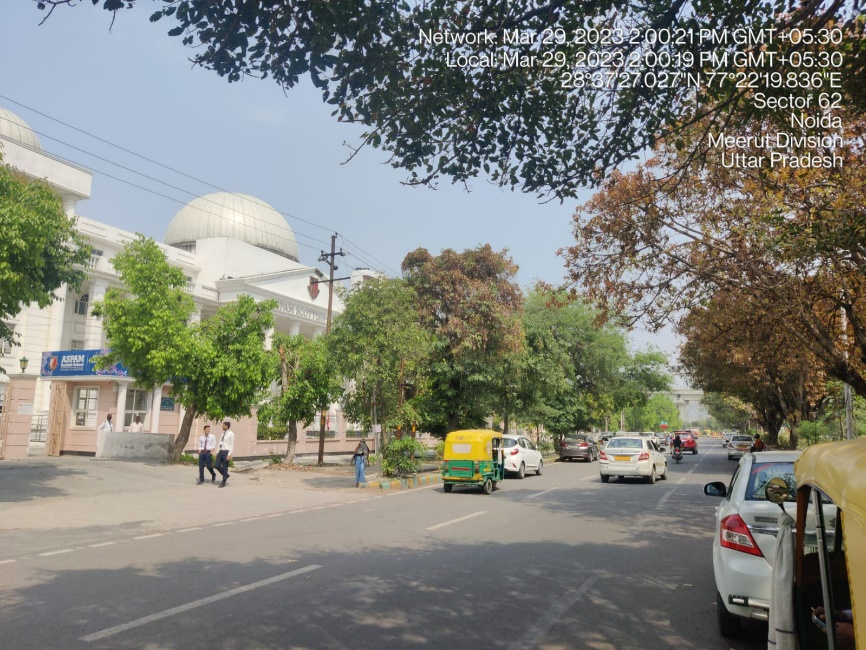 Network: Mar 29, 2023 2:00:21 PM GMT+05:30
Local: Mar 29, 2023 2:00:19 PM GMT+05:30
28°37'27.027"N 77°22'19.836"E
Sector 62
Noida
Meerut Division
Uttar Pradesh
ASPAM
Scottish School